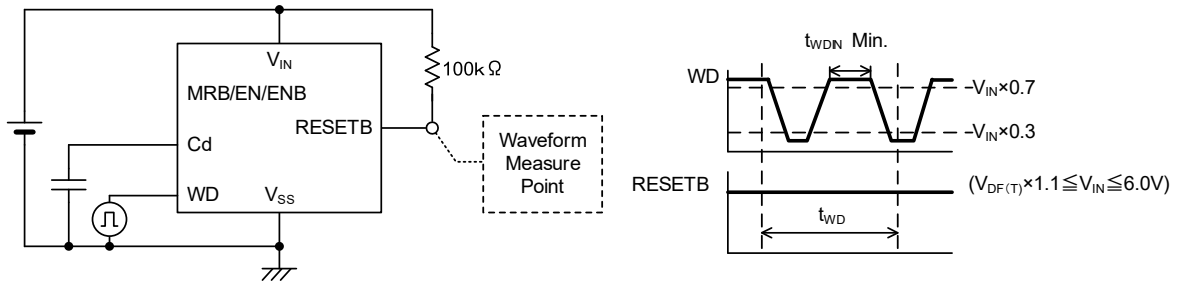 V_IN
MRB/EN/ENB
RESETB
Cd
WD
V_SS
100kΩ
Waveform
Measure
Point
t_WDIN Min.
WD
V_IN×0.7
V_IN×0.3
RESETB
(V_DF(T)×1.1≦V_IN≦6.0V)
t_WD